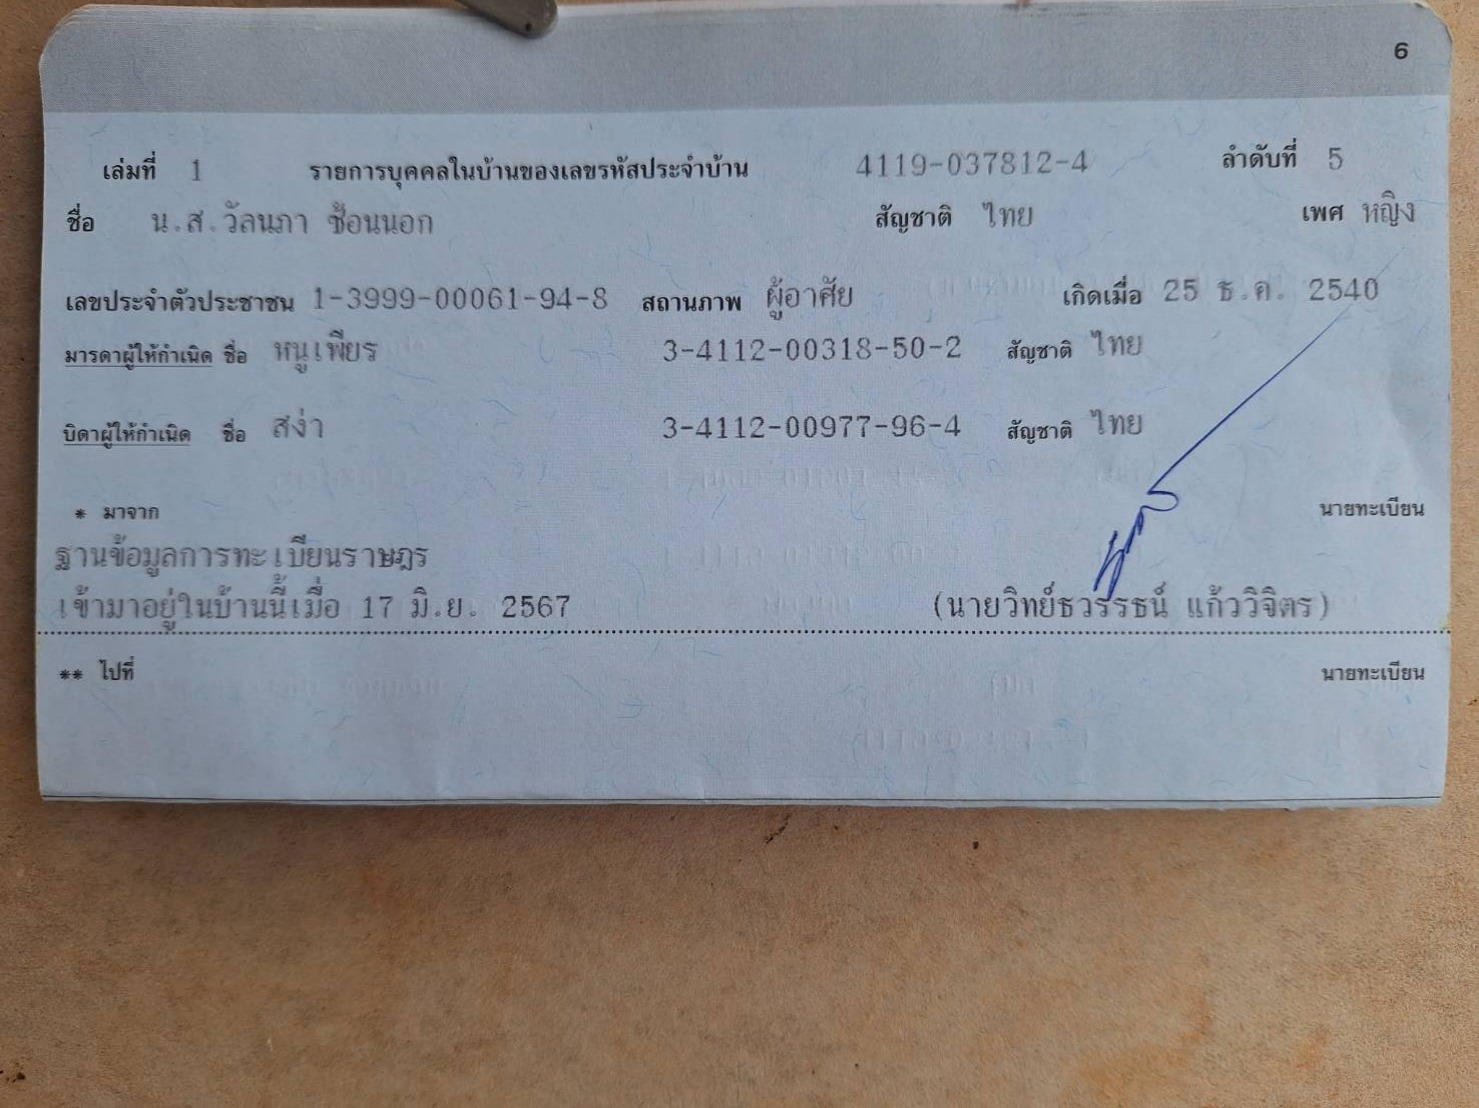 6
เล่มที่ 1 รายการบุคคลในบ้านของเลขรหัสประจำบ้าน 4119-037812-4 ลำดับที่ 5
ชื่อ น.ส.วัลนภา ช้อนนอก สัญชาติ ไทย เพศ หญิง
เลขประจำตัวประชาชน 1-3999-00061-94-8 สถานภาพ ผู้อาศัย เกิดเมื่อ 25 ธ.ค. 2540
มารดาผู้ให้กำเนิด ชื่อ หนูเพียร 3-4112-00318-50-2 สัญชาติ ไทย
บิดาผู้ให้กำเนิด ชื่อ สง่า 3-4112-00977-96-4 สัญชาติ ไทย
* มาจาก นายทะเบียน
ฐานข้อมูลการทะเบียนราษฎร
เข้ามาอยู่ในบ้านนี้เมื่อ 17 มิ.ย. 2567 (นายวิทย์ธวรรธน์ แก้ววิจิตร)
** ไปที่ นายทะเบียน